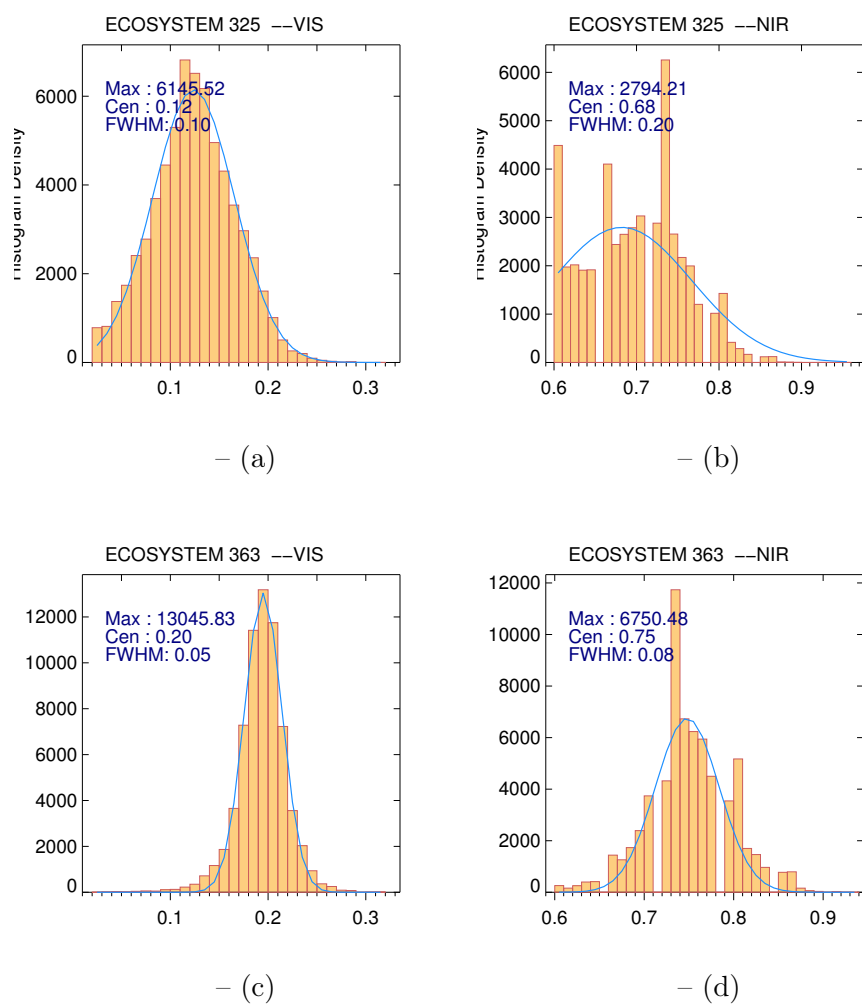 ECOSYSTEM 325 --VIS
Max : 6145.52
Cen : 0.12
FWHM: 0.10
Histogram Density
6000
4000
2000
0
0.1 0.2 0.3
– (a)
ECOSYSTEM 325 --NIR
Max : 2794.21
Cen : 0.68
FWHM: 0.20
Histogram Density
6000
5000
4000
3000
2000
1000
0
0.6 0.7 0.8 0.9
– (b)
ECOSYSTEM 363 --VIS
Max : 13045.83
Cen : 0.20
FWHM: 0.05
12000
10000
8000
6000
4000
2000
0
0.1 0.2 0.3
– (c)
ECOSYSTEM 363 --NIR
Max : 6750.48
Cen : 0.75
FWHM: 0.08
12000
10000
8000
6000
4000
2000
0
0.6 0.7 0.8 0.9
– (d)